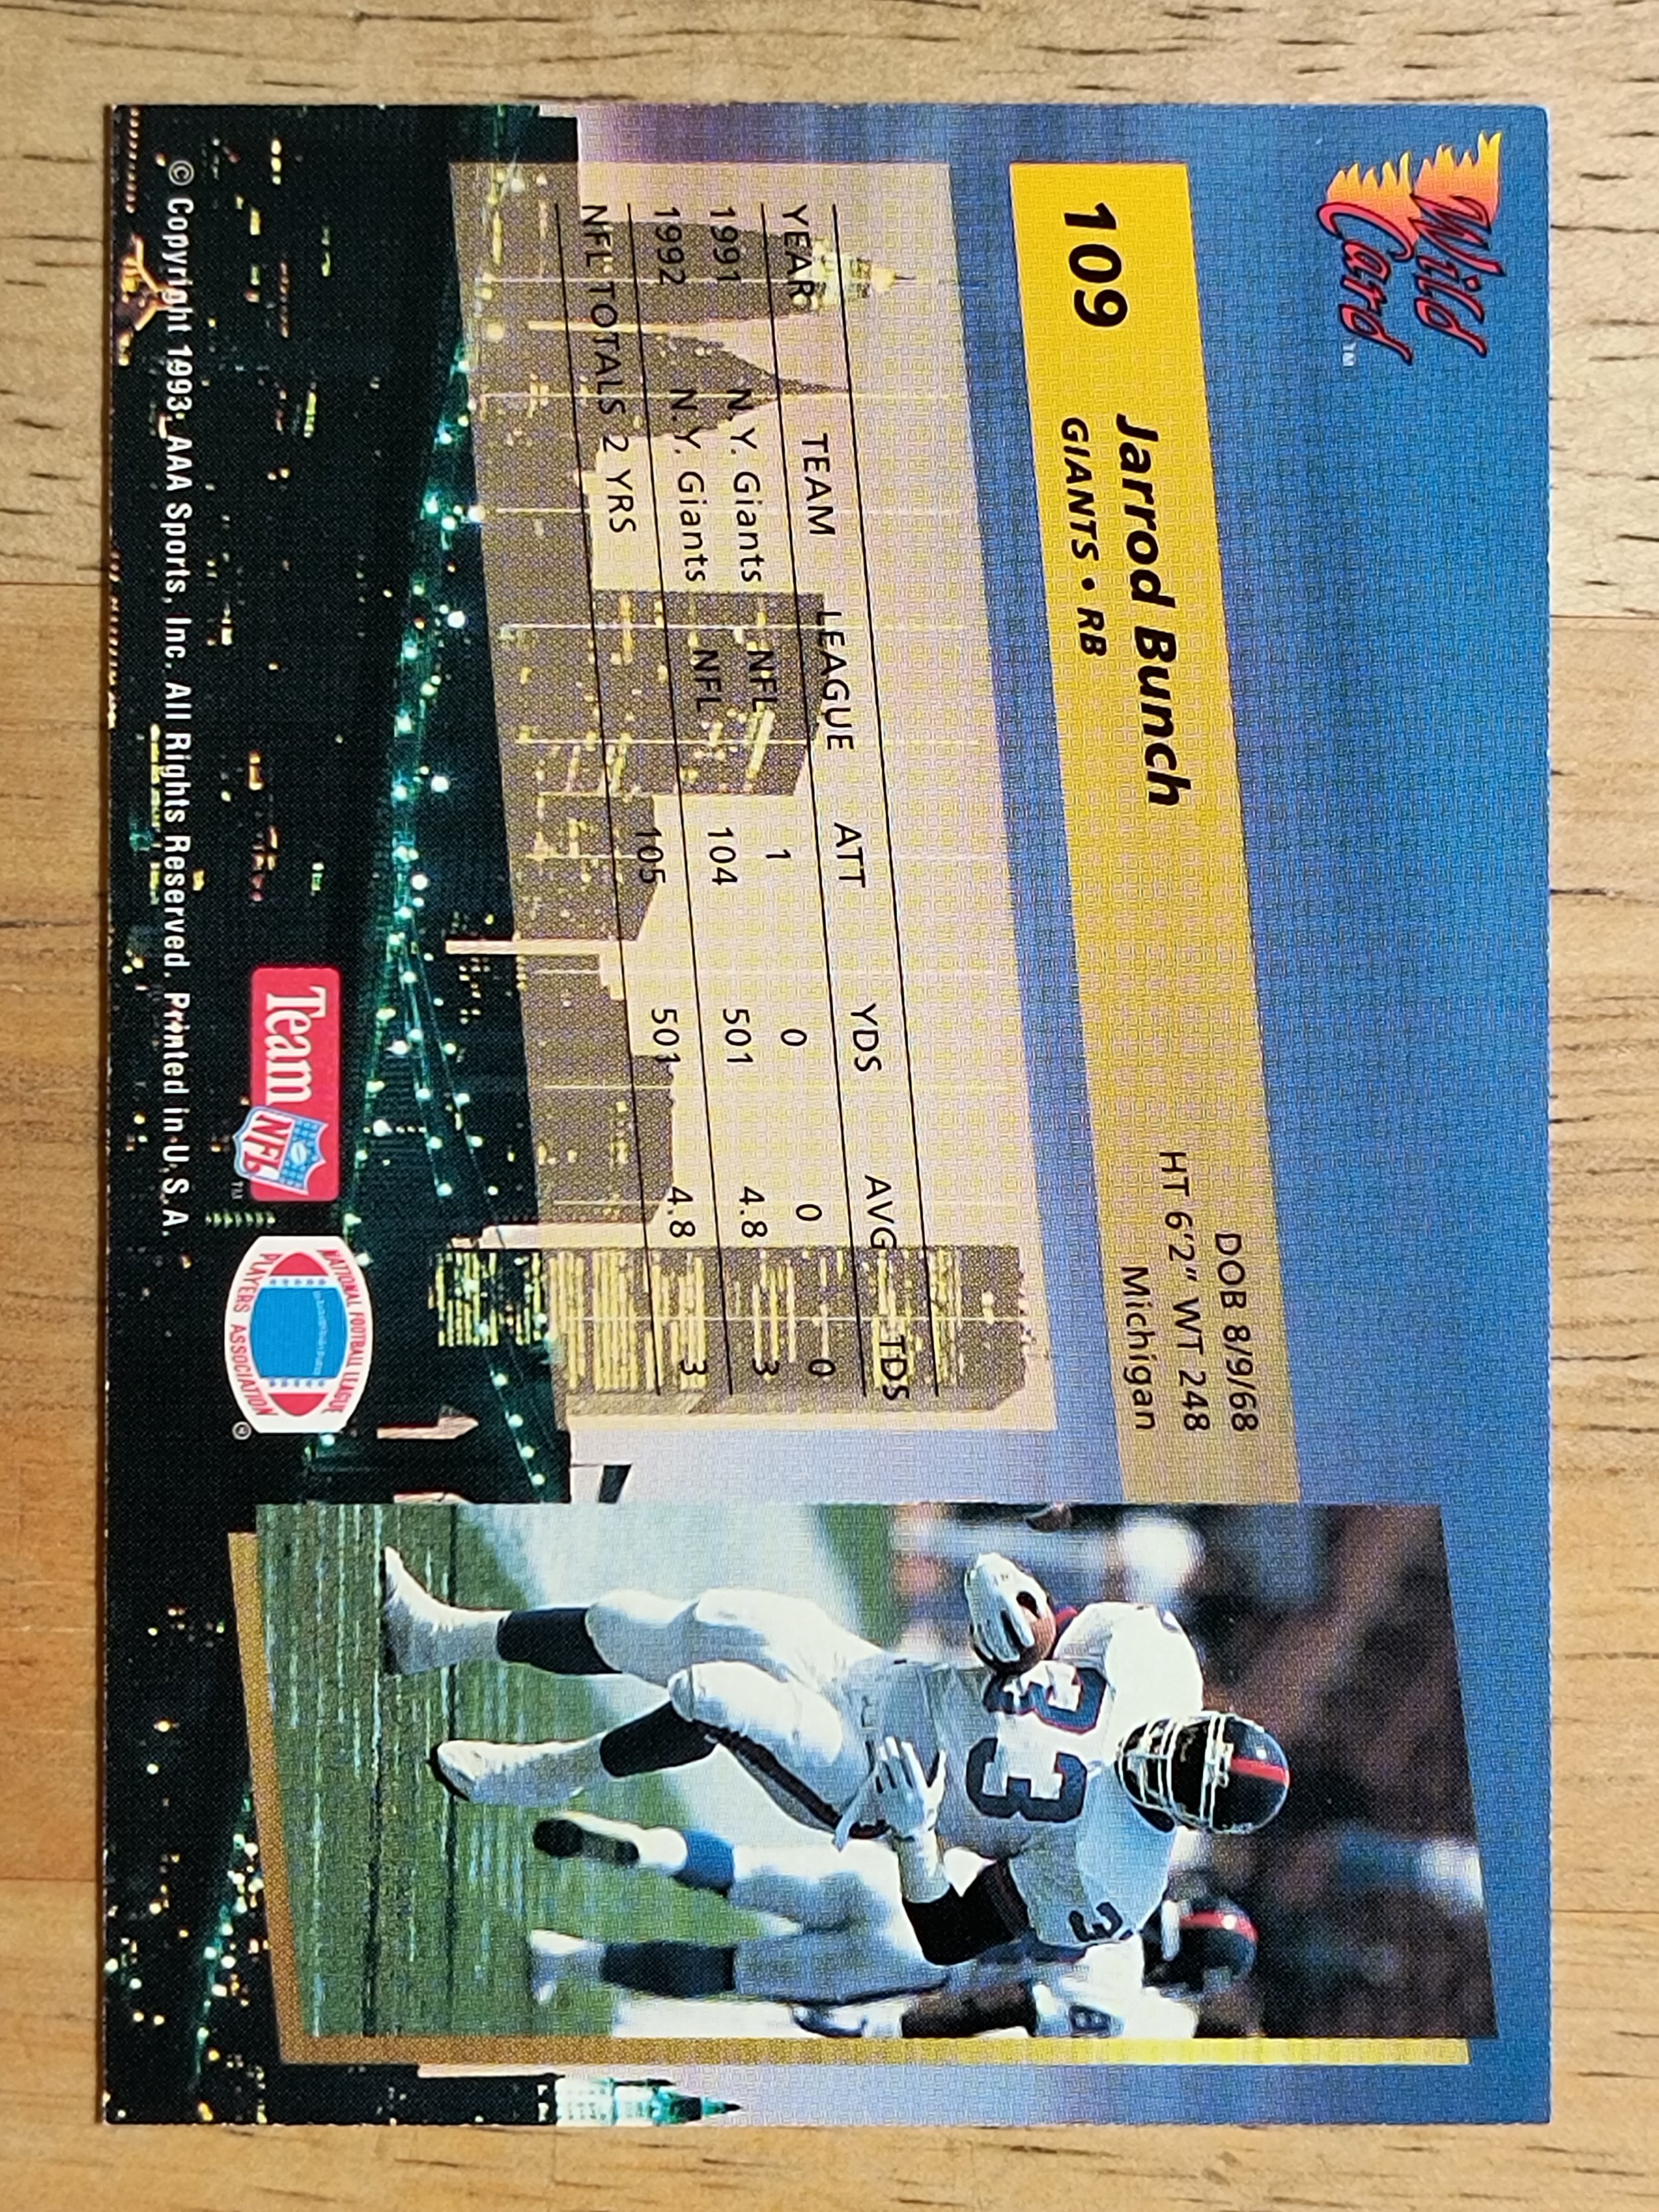 Wild
Card™
109 Jarrod Bunch
GIANTS • RB
DOB 8/9/68
HT 6'2" WT 248
Michigan
YEAR TEAM LEAGUE ATT YDS AVG TDS
1991 N.Y. Giants NFL 1 0 0 0
1992 N.Y. Giants NFL 104 501 4.8 3
NFL TOTALS 2 YRS 105 501 4.8 3
33
3
Team NFL™
NATIONAL FOOTBALL LEAGUE
PLAYERS ASSOCIATION ®
© Copyright 1993 AAA Sports, Inc. All Rights Reserved. Printed in U.S.A.